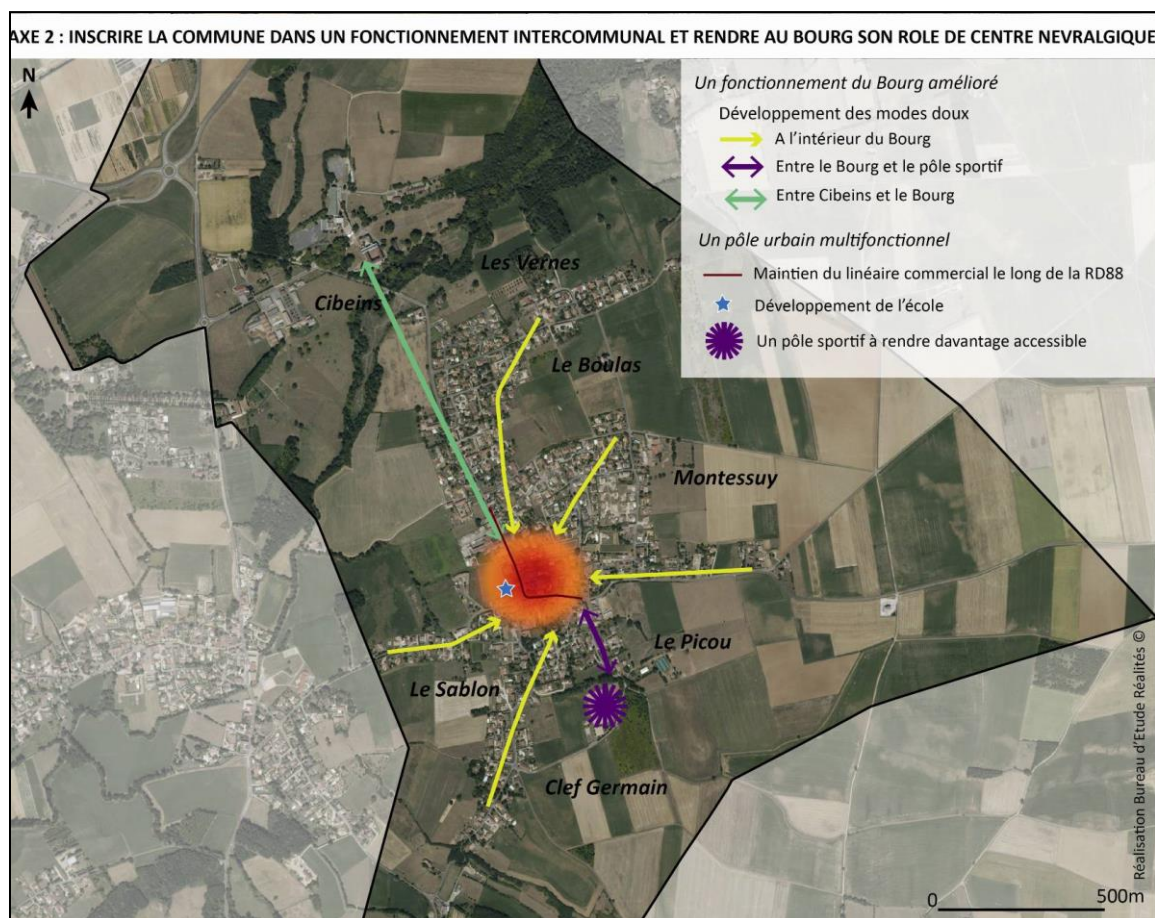 AXE 2 : INSCRIRE LA COMMUNE DANS UN FONCTIONNEMENT INTERCOMMUNAL ET RENDRE AU BOURG SON ROLE DE CENTRE NEVRALGIQUE
N
Un fonctionnement du Bourg amélioré
Développement des modes doux
A l'intérieur du Bourg
Entre le Bourg et le pôle sportif
Entre Cibeins et le Bourg
Un pôle urbain multifonctionnel
Maintien du linéaire commercial le long de la RD88
Développement de l'école
Un pôle sportif à rendre davantage accessible
Les Vernes
Cibeins
Le Boulas
Montessuy
Le Picou
Le Sablon
Clef Germain
Réalisation Bureau d'Etude Réalités ©
0 500m